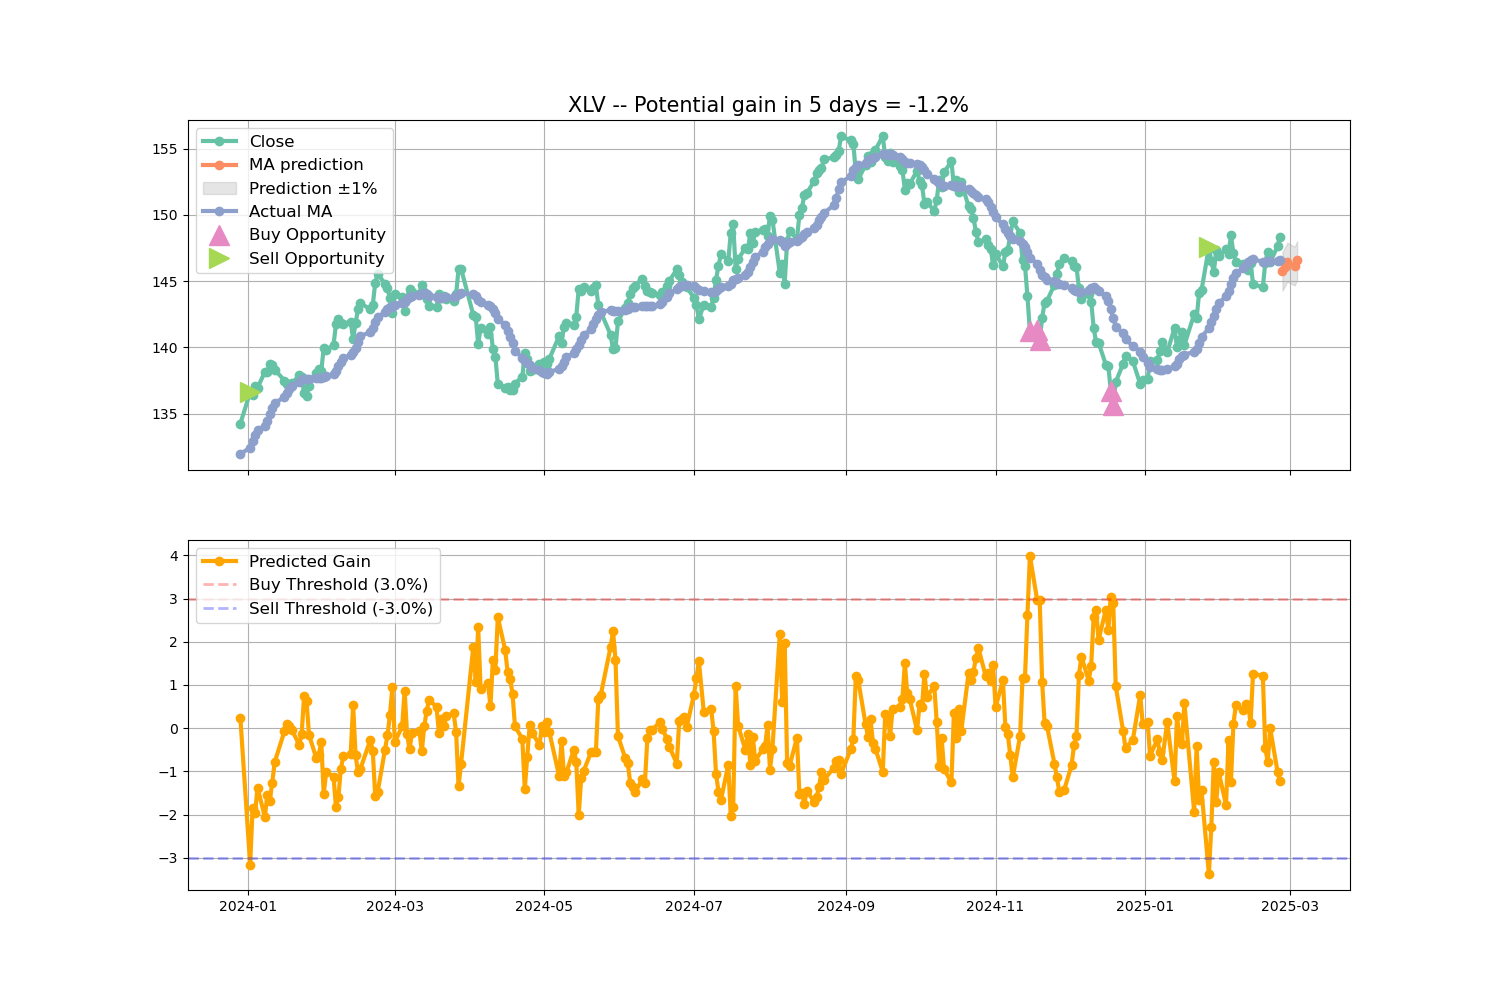 XLV -- Potential gain in 5 days = -1.2%
Close
MA prediction
Prediction ±1%
Actual MA
Buy Opportunity
Sell Opportunity
155
150
145
140
135
Predicted Gain
Buy Threshold (3.0%)
Sell Threshold (-3.0%)
4
3
2
1
0
−1
−2
−3
2024-01 2024-03 2024-05 2024-07 2024-09 2024-11 2025-01 2025-03